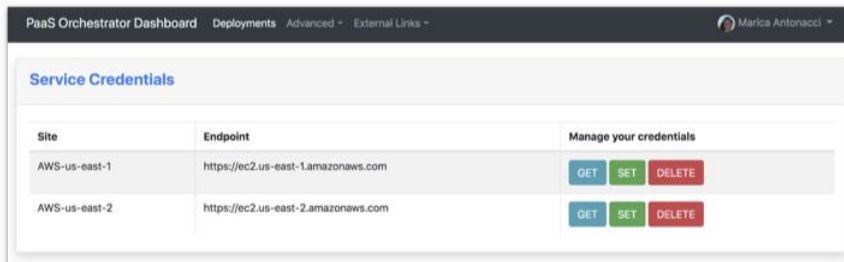 PaaS Orchestrator Dashboard Deployments Advanced External Links Marica Antonacci
Service Credentials
Site Endpoint Manage your credentials
AWS-us-east-1 https://ec2.us-east-1.amazonaws.com GET SET DELETE
AWS-us-east-2 https://ec2.us-east-2.amazonaws.com GET SET DELETE